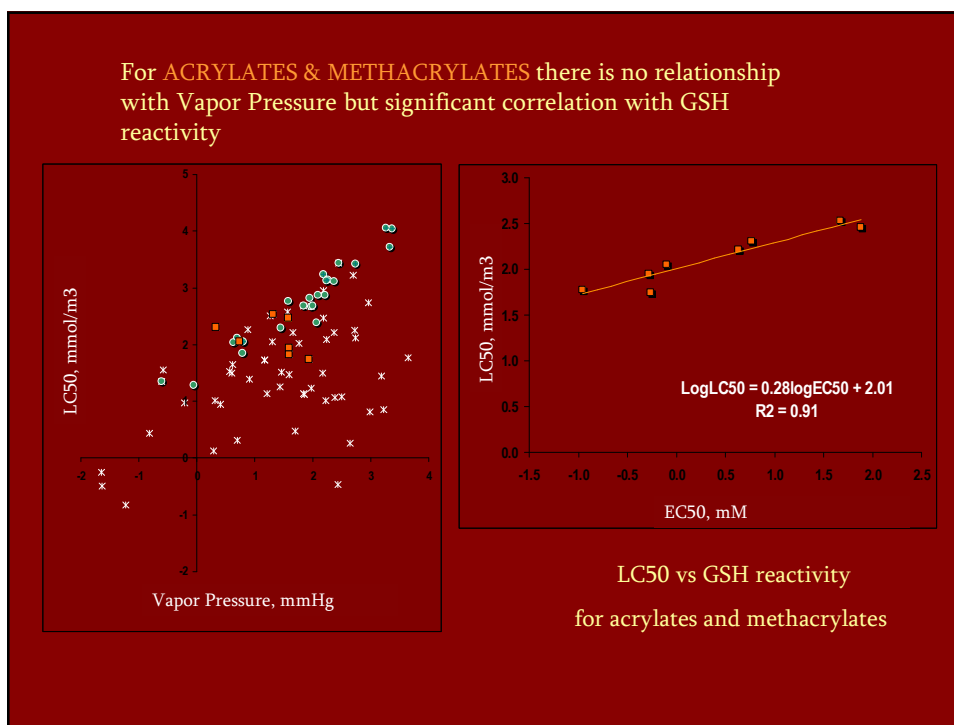 For ACRYLATES & METHACRYLATES there is no relationship
with Vapor Pressure but significant correlation with GSH
reactivity
5
4
3
2
1
0
-2
-1
0
1
2
3
4
-1
-2
LC50, mmol/m3
Vapor Pressure, mmHg
3.0
2.5
2.0
1.5
1.0
0.5
0.0
-1.5
-1.0
-0.5
0.0
0.5
1.0
1.5
2.0
2.5
LC50, mmol/m3
LogLC50 = 0.28logEC50 + 2.01
R2 = 0.91
EC50, mM
LC50 vs GSH reactivity
for acrylates and methacrylates